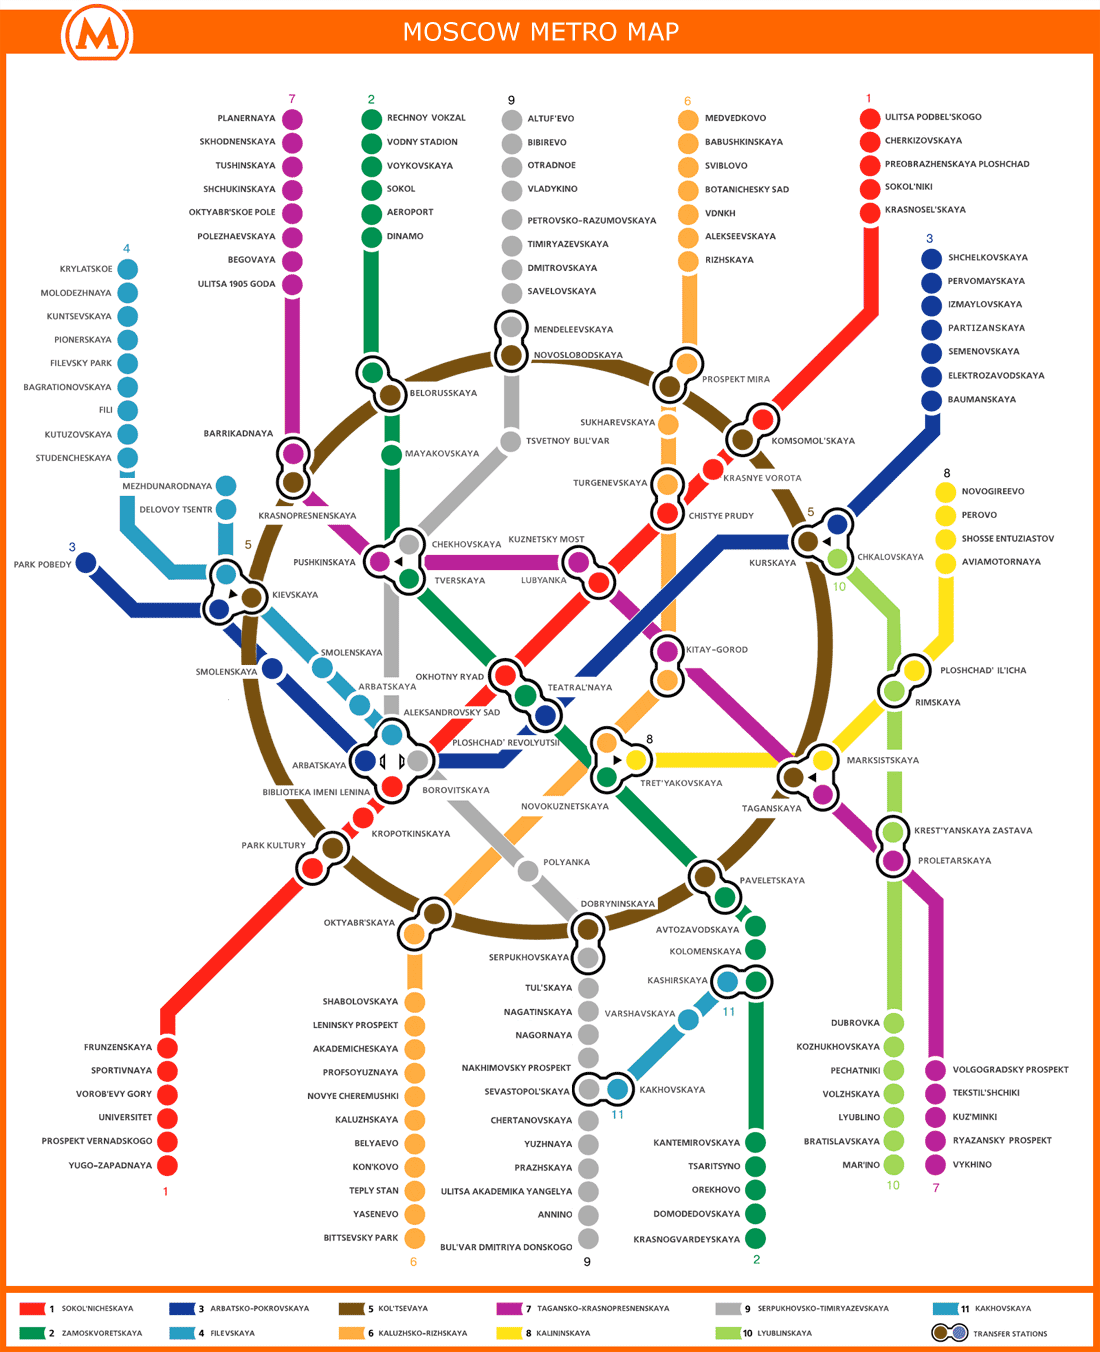 M
MOSCOW METRO MAP
7
PLANERNAYA
SKHODNENSKAYA
TUSHINSKAYA
SHCHUKINSKAYA
OKTYABR'SKOE POLE
POLEZHAEVSKAYA
BEGOVAYA
ULITSA 1905 GODA
2
RECHNOY VOKZAL
VODNY STADION
VOYKOVSKAYA
SOKOL
AEROPORT
DINAMO
9
ALTUF'EVO
BIBIREVO
OTRADNOE
VLADYKINO
PETROVSKO-RAZUMOVSKAYA
TIMIRYAZEVSKAYA
DMITROVSKAYA
SAVELOVSKAYA
6
MEDVEDKOVO
BABUSHKINSKAYA
SVIBLOVO
BOTANICHESKY SAD
VDNKH
ALEKSEEVSKAYA
RIZHSKAYA
1
ULITSA PODBEL'SKOGO
CHERKIZOVSKAYA
PREOBRAZHENSKAYA PLOSHCHAD
SOKOL'NIKI
KRASNOSEL'SKAYA
3
SHCHELKOVSKAYA
PERVOMAYSKAYA
IZMAYLOVSKAYA
PARTIZANSKAYA
SEMENOVSKAYA
ELEKTROZAVODSKAYA
BAUMANSKAYA
4
KRYLATSKOE
MOLODEZHNAYA
KUNTSEVSKAYA
PIONERSKAYA
FILEVSKY PARK
BAGRATIONOVSKAYA
FILI
KUTUZOVSKAYA
STUDENCHESKAYA
MEZHDUNARODNAYA
DELOVOY TSENTR
MENDELEEVSKAYA
NOVOSLOBODSKAYA
BELORUSSKAYA
PROSPEKT MIRA
SUKHAREVSKAYA
KOMSOMOL'SKAYA
BARRIKADNAYA
TSVETNOY BUL'VAR
MAYAKOVSKAYA
TURGENEVSKAYA
KRASNYE VOROTA
8
NOVOGIREEVO
PEROVO
SHOSSE ENTUZIASTOV
AVIAMOTORNAYA
KRASNOPRESNENSKAYA
CHISTYE PRUDY
5
3
PARK POBEDY
5
CHEKHOVSKAYA
KUZNETSKY MOST
PUSHKINSKAYA
TVERSKAYA
LUBYANKA
KURSKAYA
CHKALOVSKAYA
10
KIEVSKAYA
SMOLENSKAYA
SMOLENSKAYA
ARBATSKAYA
OKHOTNY RYAD
TEATRAL'NAYA
KITAY-GOROD
PLOSHCHAD' IL'ICHA
RIMSKAYA
ALEKSANDROVSKY SAD
PLOSHCHAD' REVOLYUTSII
8
ARBATSKAYA
BIBLIOTEKA IMENI LENINA
BOROVITSKAYA
TRET'YAKOVSKAYA
MARKSISTSKAYA
NOVOKUZNETSKAYA
TAGANSKAYA
KROPOTKINSKAYA
PARK KULTURY
KREST'YANSKAYA ZASTAVA
PROLETARSKAYA
POLYANKA
PAVELETSKAYA
DOBRYNINSKAYA
OKTYABR'SKAYA
AVTOZAVODSKAYA
KOLOMENSKAYA
SERPUKHOVSKAYA
KASHIRSKAYA
11
VARSHAVSKAYA
KAKHOVSKAYA
11
TUL'SKAYA
NAGATINSKAYA
NAGORNAYA
NAKHIMOVSKY PROSPEKT
SEVASTOPOL'SKAYA
CHERTANOVSKAYA
YUZHNAYA
PRAZHSKAYA
ULITSA AKADEMIKA YANGELYA
ANNINO
BUL'VAR DMITRIYA DONSKOGO
9
SHABOLOVSKAYA
LENINSKY PROSPEKT
AKADEMICHESKAYA
PROFSOYUZNAYA
NOVYE CHEREMUSHKI
KALUZHSKAYA
BELYAEVO
KON'KOVO
TEPLY STAN
YASENEVO
BITTSEVSKY PARK
6
FRUNZENSKAYA
SPORTIVNAYA
VOROB'EVY GORY
UNIVERSITET
PROSPEKT VERNADSKOGO
YUGO-ZAPADNAYA
1
KANTEMIROVSKAYA
TSARITSYNO
OREKHOVO
DOMODEDOVSKAYA
KRASNOGVARDEYSKAYA
2
DUBROVKA
KOZHUKHOVSKAYA
PECHATNIKI
VOLZHSKAYA
LYUBLINO
BRATISLAVSKAYA
MAR'INO
10
VOLGOGRADSKY PROSPEKT
TEKSTIL'SHCHIKI
KUZ'MINKI
RYAZANSKY PROSPEKT
VYKHINO
7
1 SOKOL'NICHESKAYA
3 ARBATSKO-POKROVSKAYA
5 KOL'TSEVAYA
7 TAGANSKO-KRASNOPRESNENSKAYA
9 SERPUKHOVSKO-TIMIRYAZEVSKAYA
11 KAKHOVSKAYA
2 ZAMOSKVORETSKAYA
4 FILEVSKAYA
6 KALUZHSKO-RIZHSKAYA
8 KALININSKAYA
10 LYUBLINSKAYA
TRANSFER STATIONS